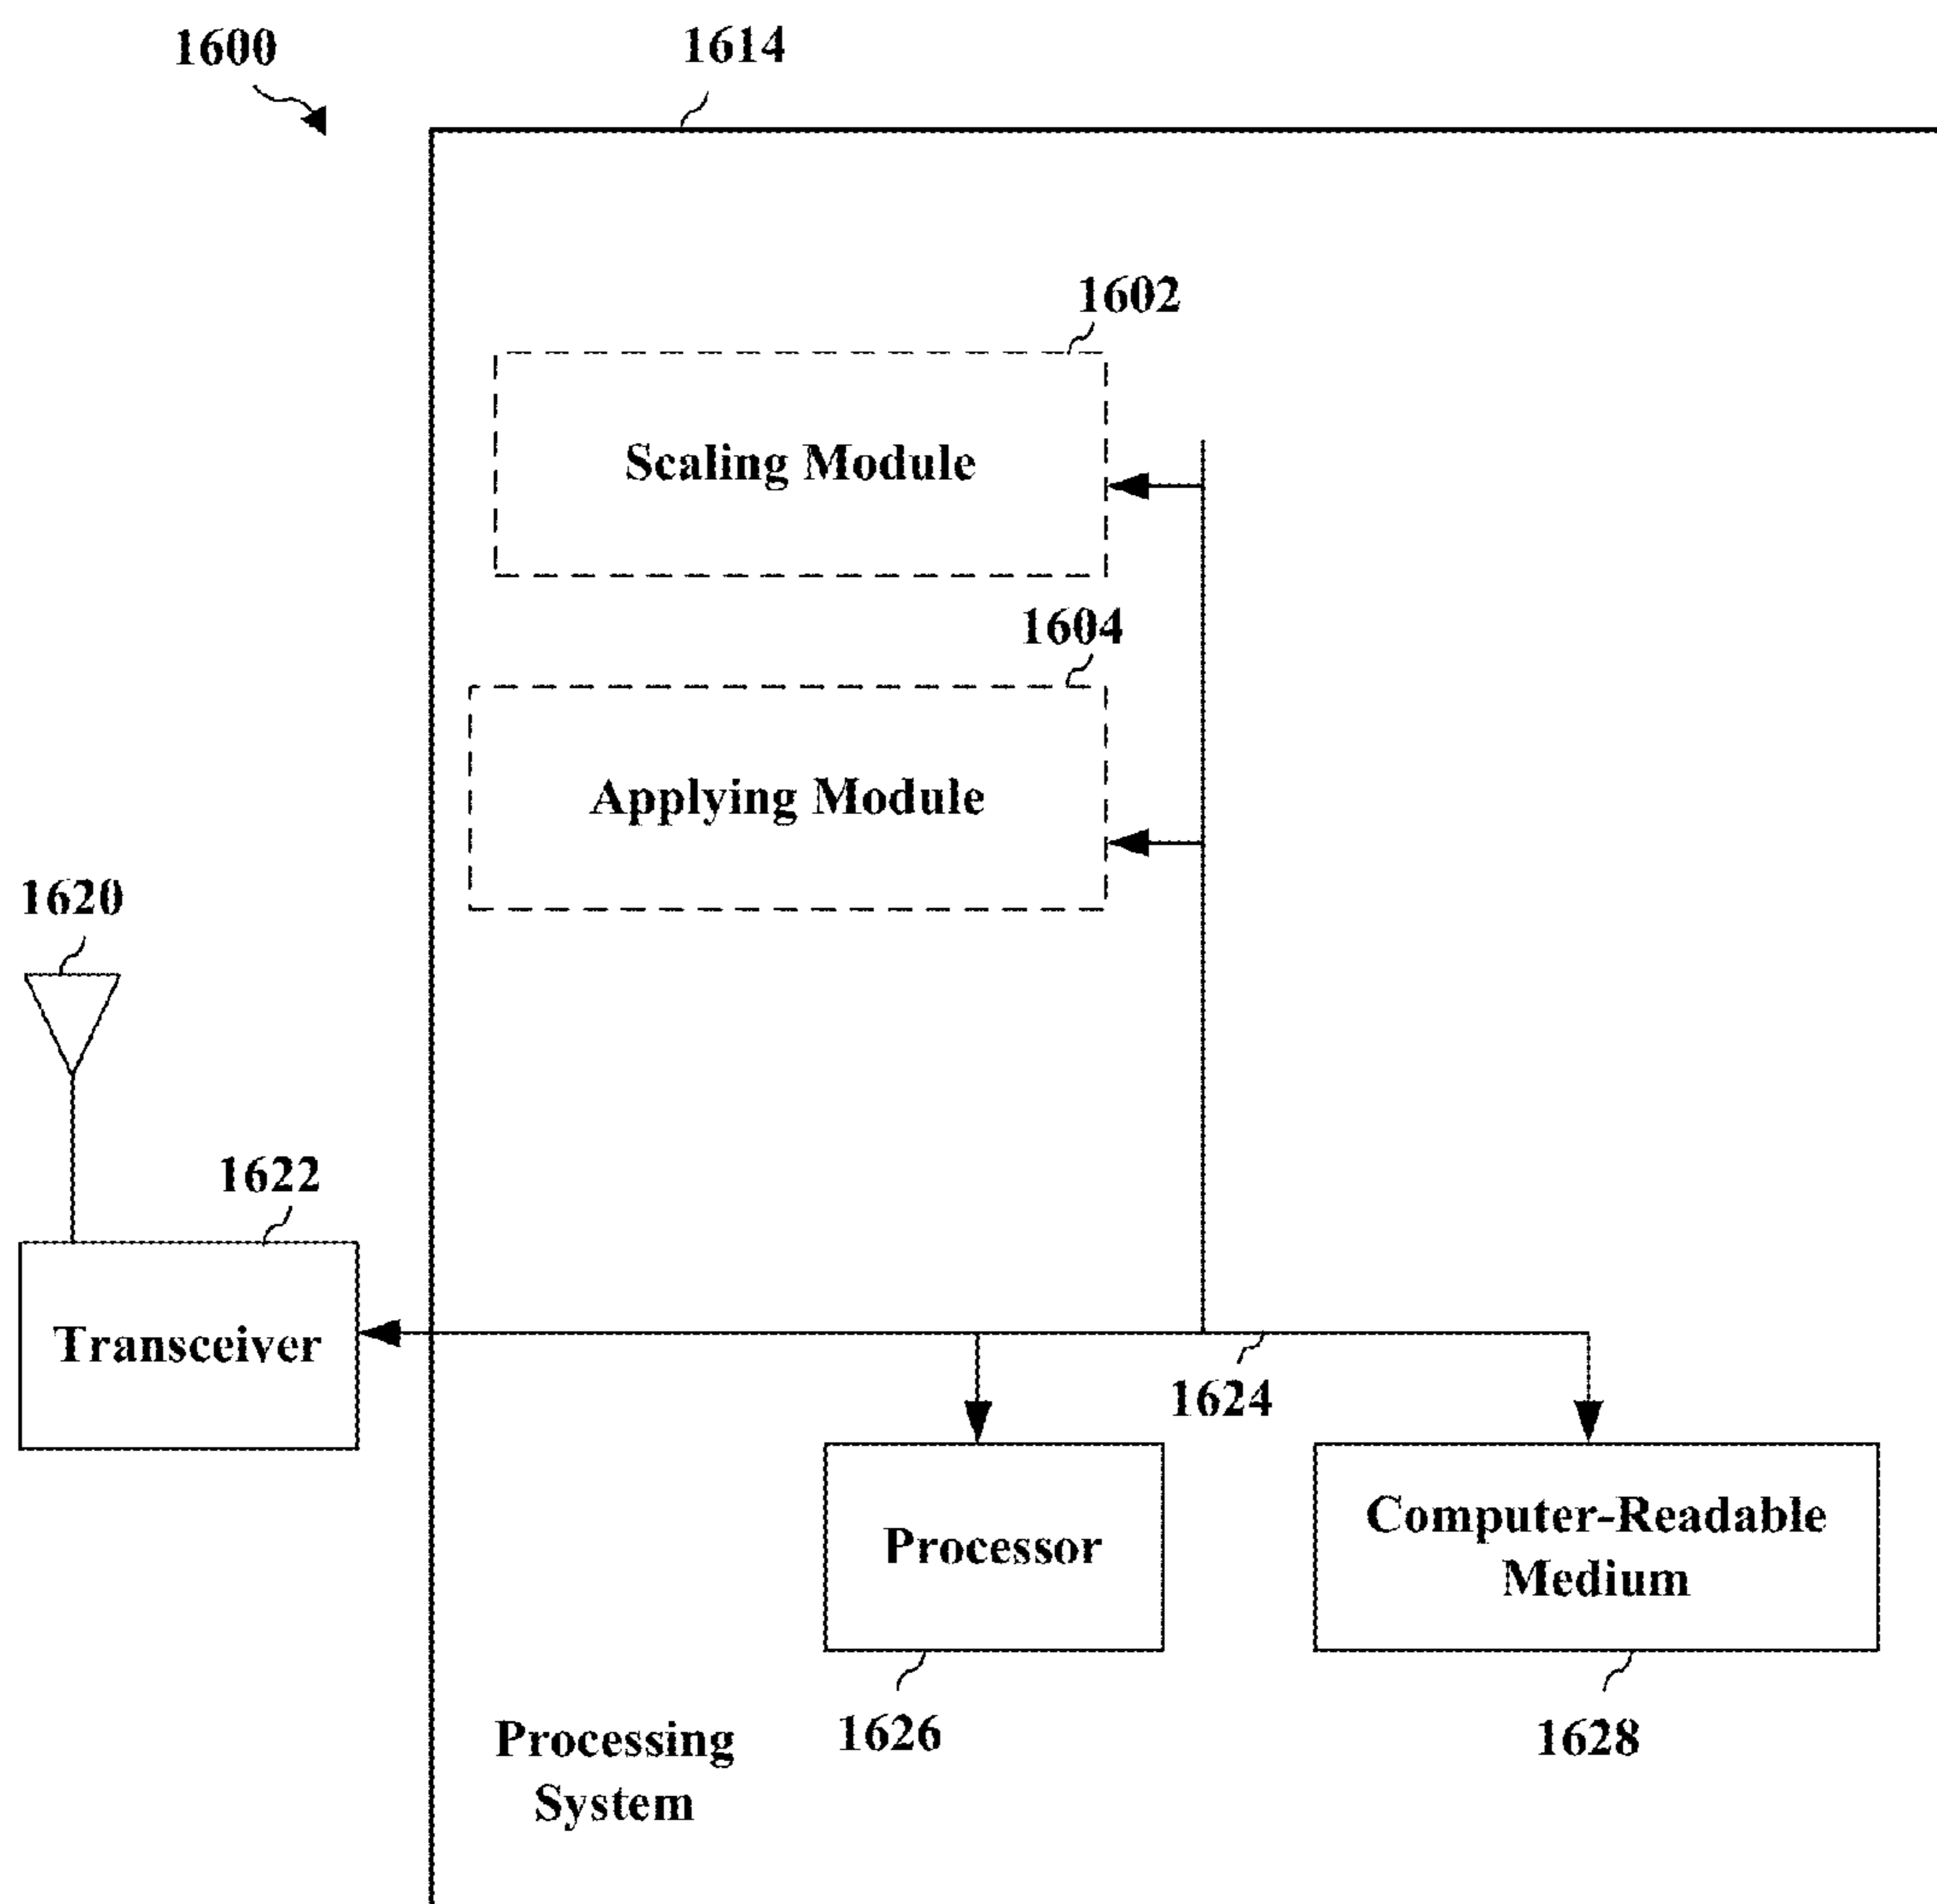 1600
1614
1602
Scaling Module
1604
Applying Module
1620
1622
Transceiver
1624
Processor
Computer-Readable
Medium
1626
1628
Processing
System